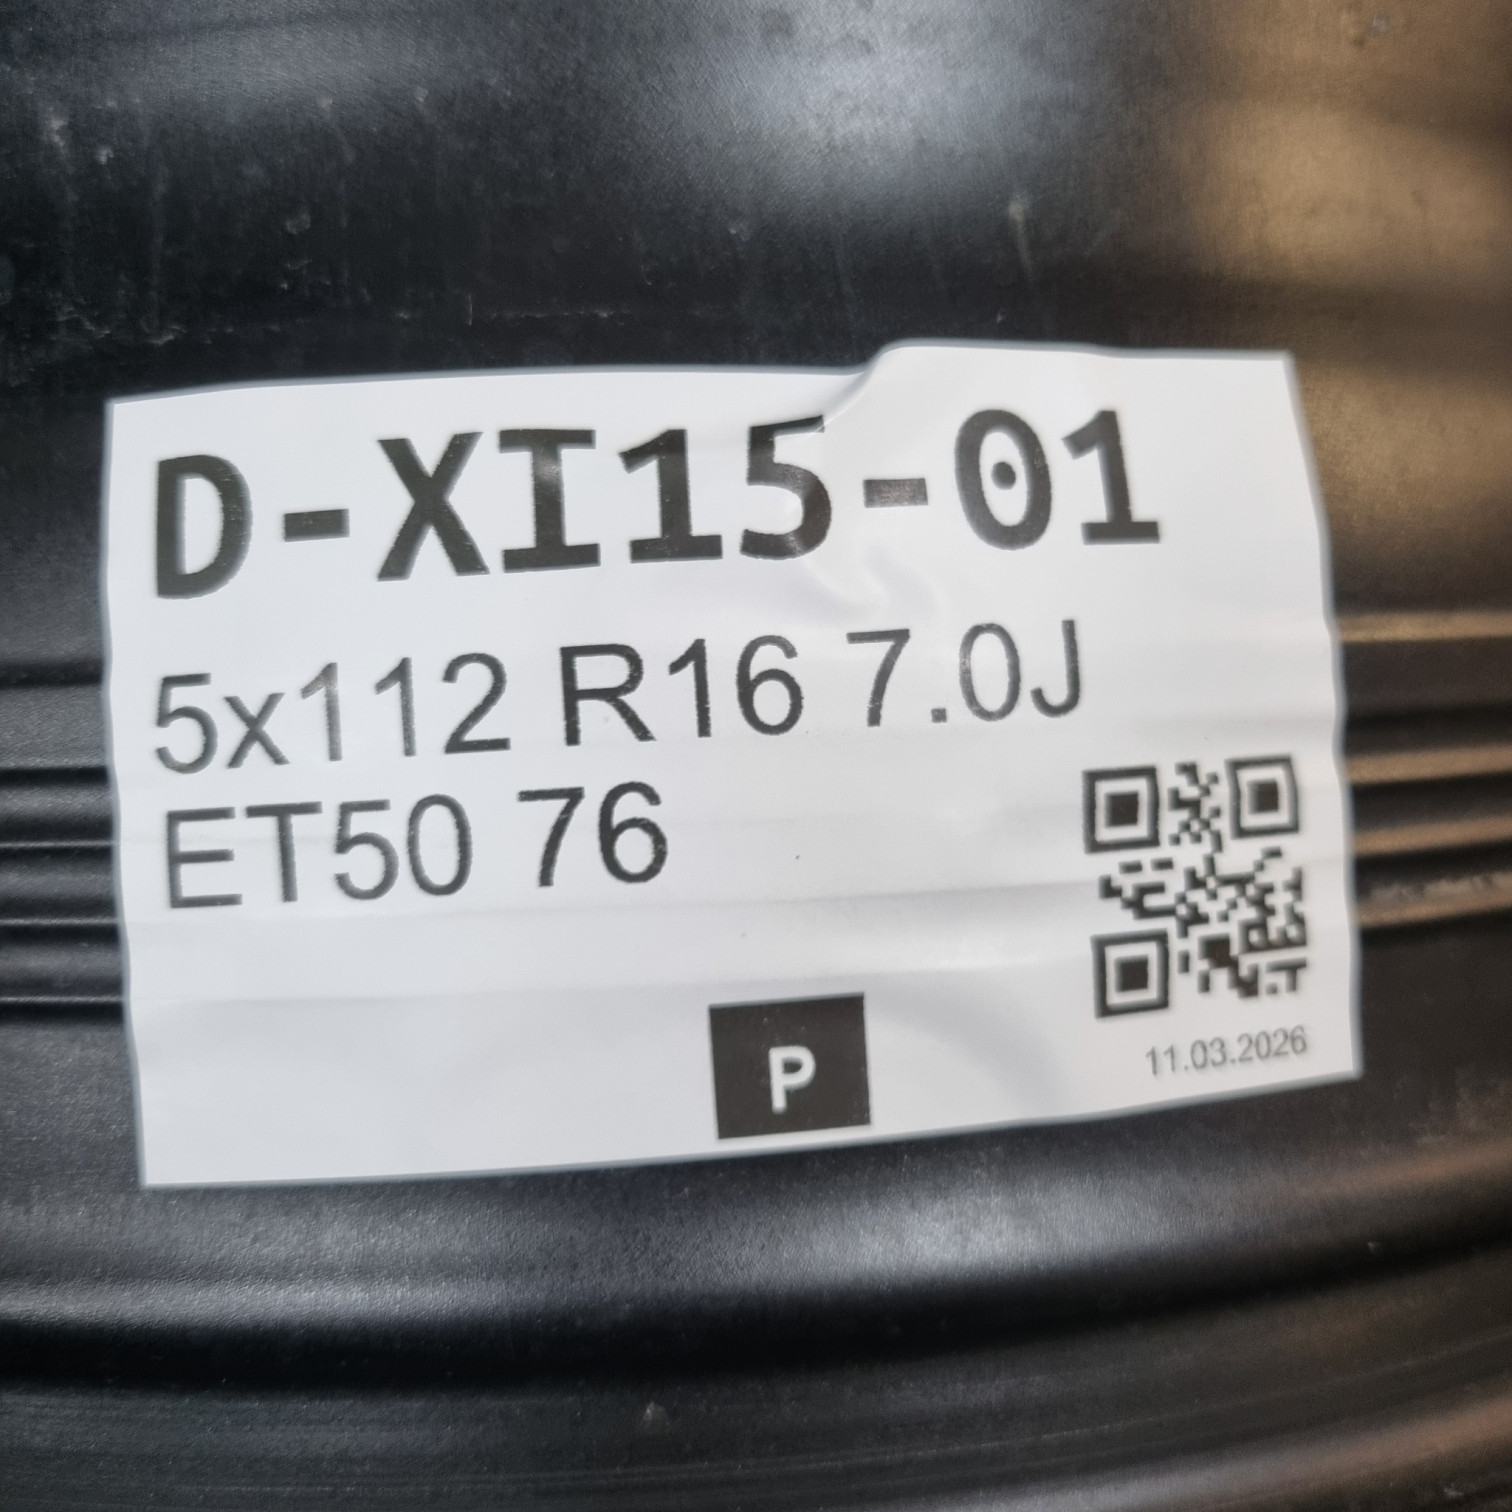 D-XI15-01
5x112 R16 7.0J
ET50 76
P
11.03.2026